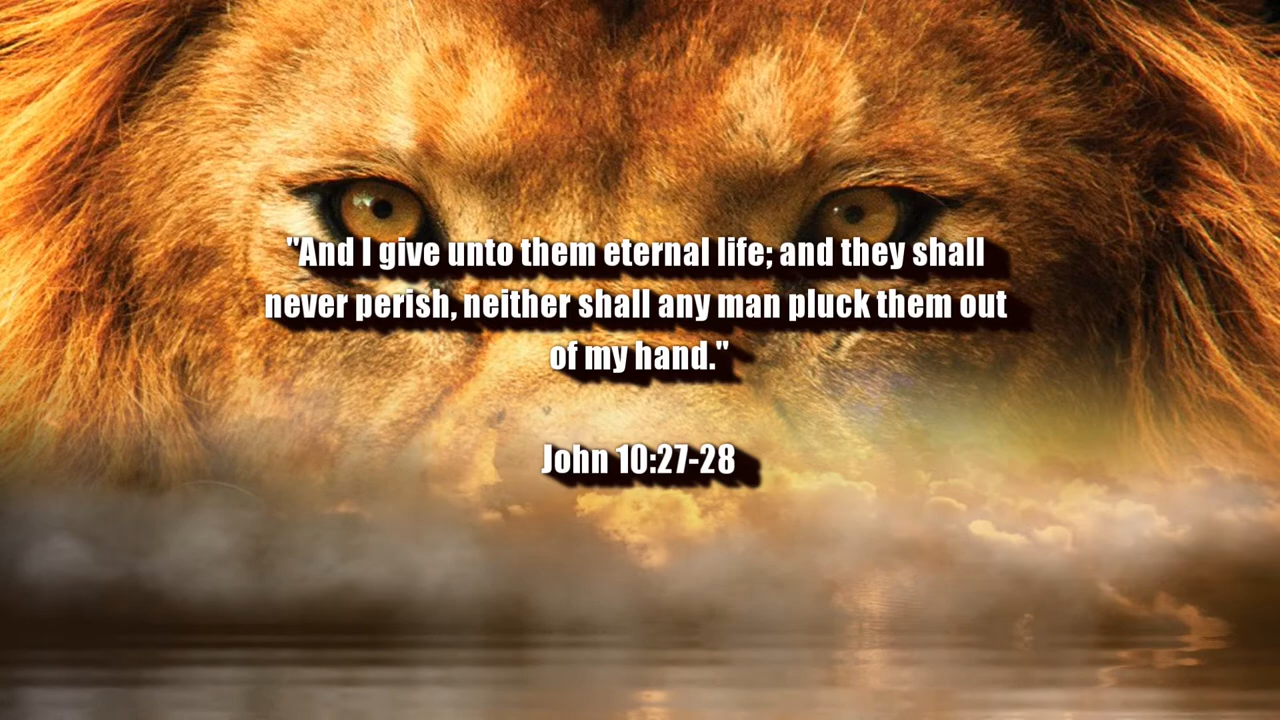 "And I give unto them eternal life; and they shall
never perish, neither shall any man pluck them out
of my hand."
John 10:27-28